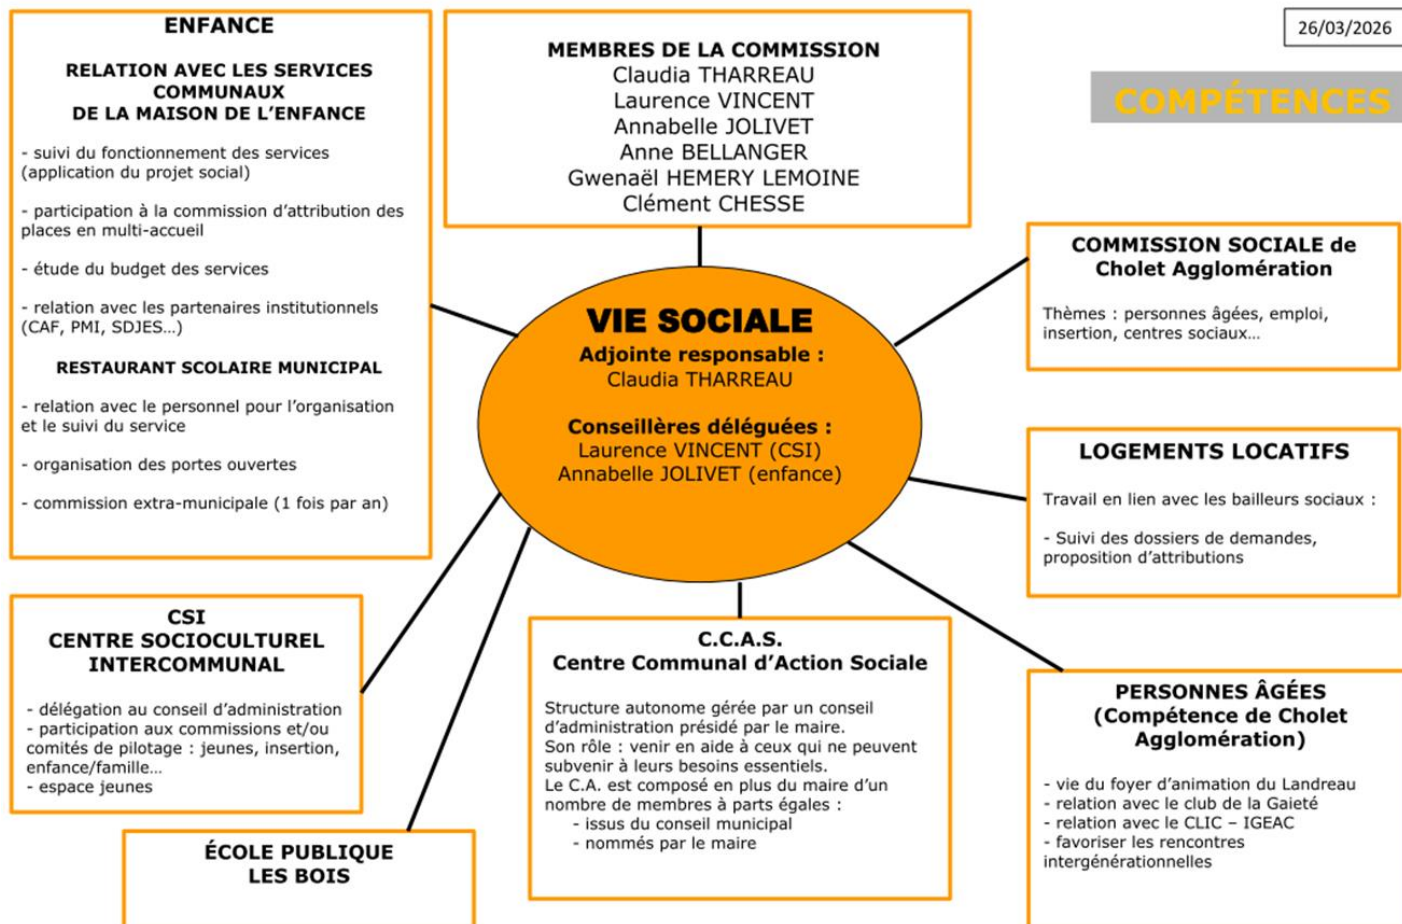 ENFANCE
RELATION AVEC LES SERVICES
COMMUNAUX
DE LA MAISON DE L’ENFANCE
- suivi du fonctionnement des services
(application du projet social)
- participation à la commission d’attribution des
places en multi-accueil
- étude du budget des services
- relation avec les partenaires institutionnels
(CAF, PMI, SDJES…)
RESTAURANT SCOLAIRE MUNICIPAL
- relation avec le personnel pour l’organisation
et le suivi du service
- organisation des portes ouvertes
- commission extra-municipale (1 fois par an)
MEMBRES DE LA COMMISSION
Claudia THARREAU
Laurence VINCENT
Annabelle JOLIVET
Anne BELLANGER
Gwenaël HEMERY LEMOINE
Clément CHESSE
26/03/2026
COMPÉTENCES
VIE SOCIALE
Adjointe responsable :
Claudia THARREAU
Conseillères déléguées :
Laurence VINCENT (CSI)
Annabelle JOLIVET (enfance)
COMMISSION SOCIALE de
Cholet Agglomération
Thèmes : personnes âgées, emploi,
insertion, centres sociaux…
LOGEMENTS LOCATIFS
Travail en lien avec les bailleurs sociaux :
- Suivi des dossiers de demandes,
proposition d’attributions
CSI
CENTRE SOCIOCULTUREL
INTERCOMMUNAL
- délégation au conseil d’administration
- participation aux commissions et/ou
comités de pilotage : jeunes, insertion,
enfance/famille…
- espace jeunes
C.C.A.S.
Centre Communal d’Action Sociale
Structure autonome gérée par un conseil
d’administration présidé par le maire.
Son rôle : venir en aide à ceux qui ne peuvent
subvenir à leurs besoins essentiels.
Le C.A. est composé en plus du maire d’un
nombre de membres à parts égales :
- issus du conseil municipal
- nommés par le maire
PERSONNES ÂGÉES
(Compétence de Cholet
Agglomération)
- vie du foyer d’animation du Landreau
- relation avec le club de la Gaieté
- relation avec le CLIC – IGEAC
- favoriser les rencontres
intergénérationnelles
ÉCOLE PUBLIQUE
LES BOIS